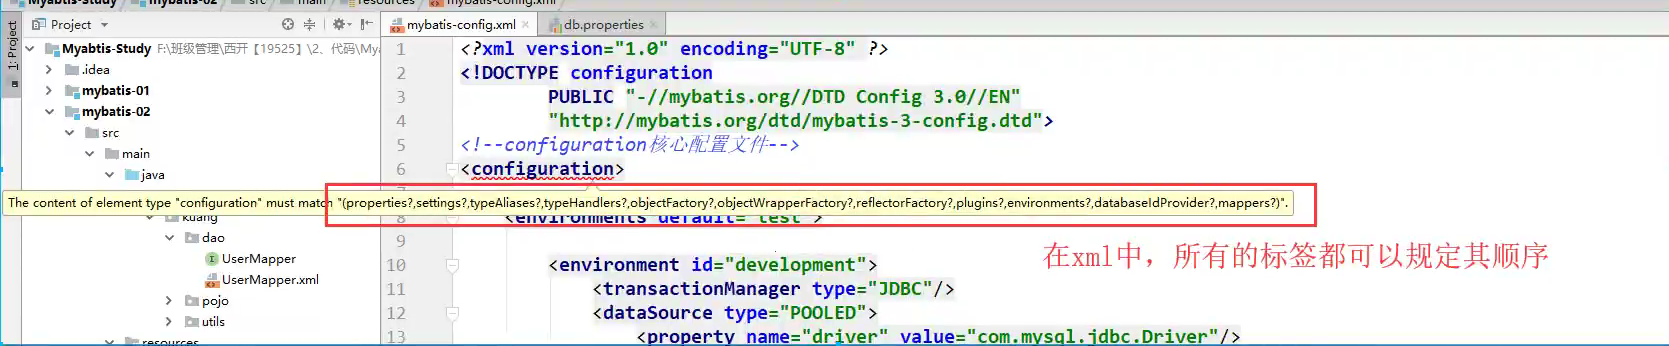 Myabtis-Study mybatis-02 src main resources mybatis-config.xml
Project
mybatis-config.xml db.properties
1: Project
Myabtis-Study F:\班级管理\西开【19525】\2、代码\My
.idea
mybatis-01
mybatis-02
src
main
java
kuang
dao
UserMapper
UserMapper.xml
pojo
utils
resources
1 <?xml version="1.0" encoding="UTF-8" ?>
2 <!DOCTYPE configuration
3 PUBLIC "-//mybatis.org//DTD Config 3.0//EN"
4 "http://mybatis.org/dtd/mybatis-3-config.dtd">
5 <!--configuration核心配置文件-->
6 <configuration>
The content of element type "configuration" must match "(properties?,settings?,typeAliases?,typeHandlers?,objectFactory?,objectWrapperFactory?,reflectorFactory?,plugins?,environments?,databaseIdProvider?,mappers?)".
<environments default="test">
9
在xml中，所有的标签都可以规定其顺序
10 <environment id="development">
11 <transactionManager type="JDBC"/>
12 <dataSource type="POOLED">
13 <property name="driver" value="com.mysql.jdbc.Driver"/>